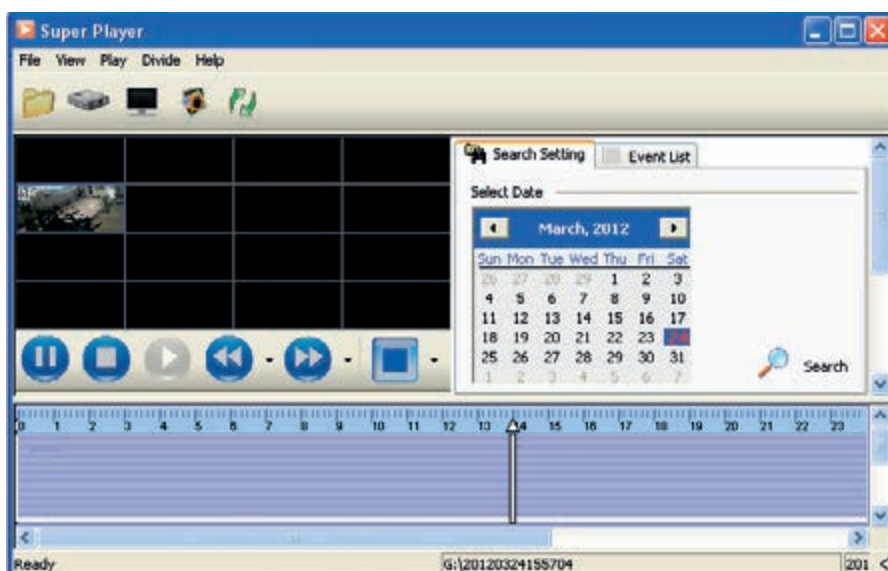 Super Player
File View Play Divide Help
Search Setting Event List
Select Date
March, 2012
Sun Mon Tue Wed Thu Fri Sat
26 27 28 29 1 2 3
4 5 6 7 8 9 10
11 12 13 14 15 16 17
18 19 20 21 22 23 24
25 26 27 28 29 30 31
1 2 3 4 5 6 7
Search
0 1 2 3 4 5 6 7 8 9 10 11 12 13 14 15 16 17 18 19 20 21 22 23
Ready G:\20120324155704 201